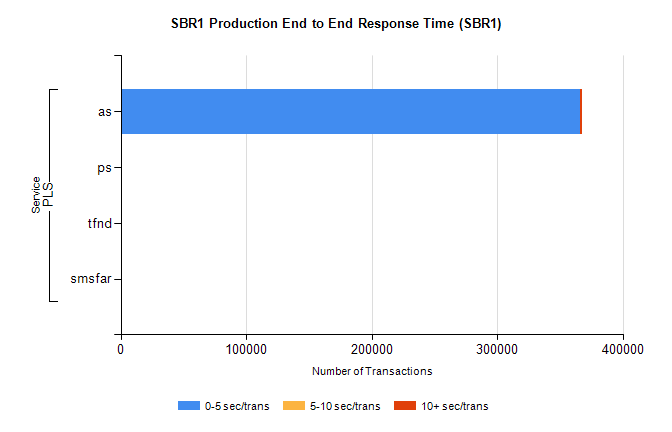 SBR1 Production End to End Response Time (SBR1)
as
ps
tfnd
smsfar
Service
PLS
0 100000 200000 300000 400000
Number of Transactions
0-5 sec/trans 5-10 sec/trans 10+ sec/trans